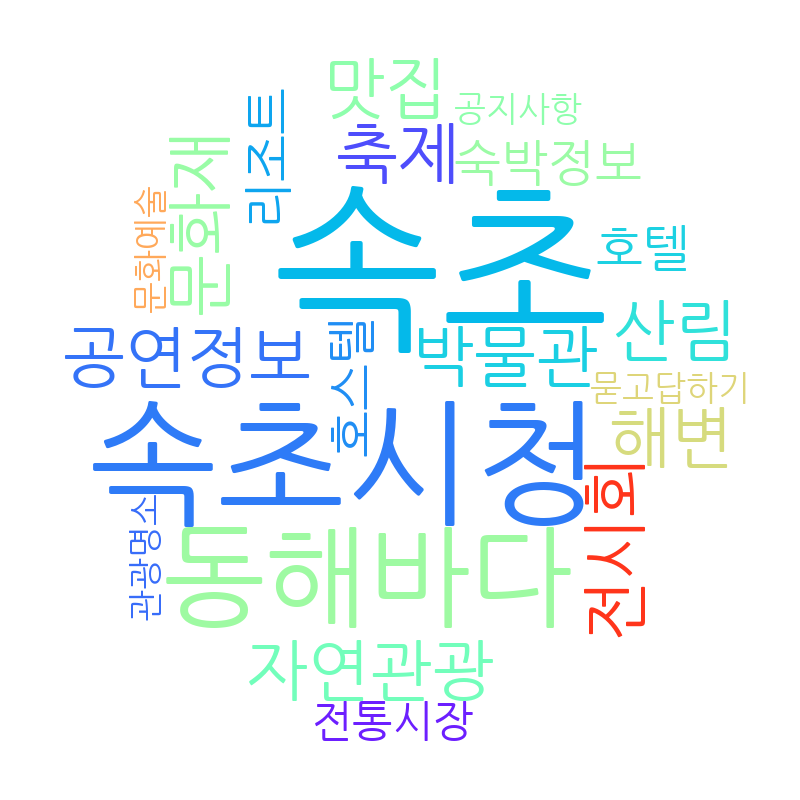 맛집
공지사항
리조트
축제
숙박정보
문화재
문화예술
속초
호텔
산림
공연정보
호스텔
박물관
묻고답하기
해변
속초시청
전시회
관광명소
동해바다
자연관광
전통시장